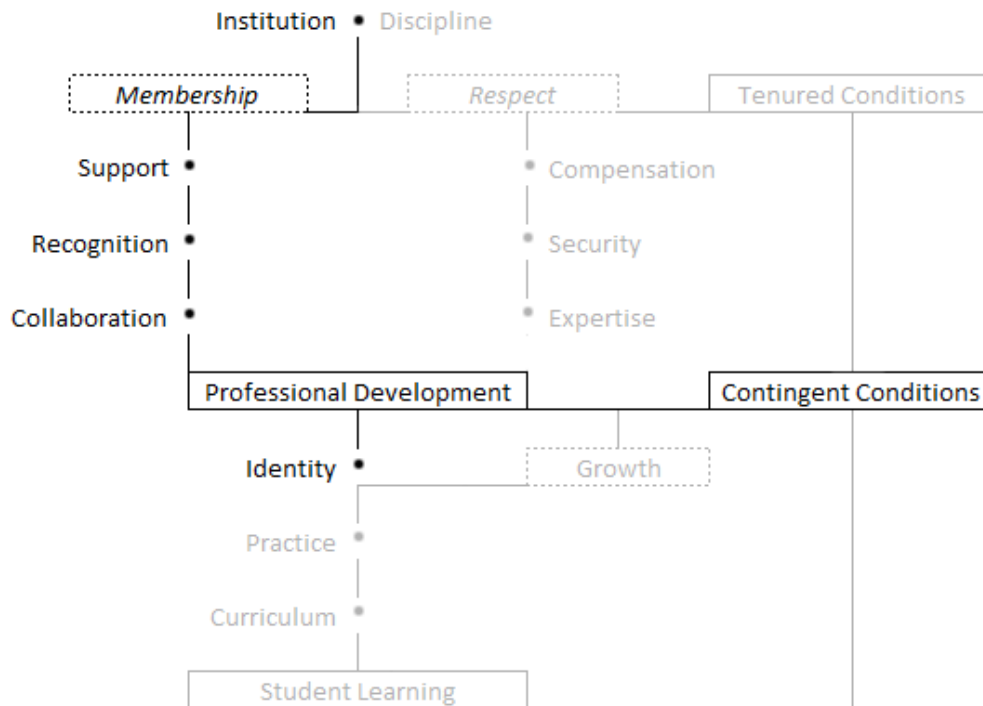 Institution Discipline
Membership Respect Tenured Conditions
Support Compensation
Recognition Security
Collaboration Expertise
Professional Development Contingent Conditions
Identity Growth
Practice
Curriculum
Student Learning